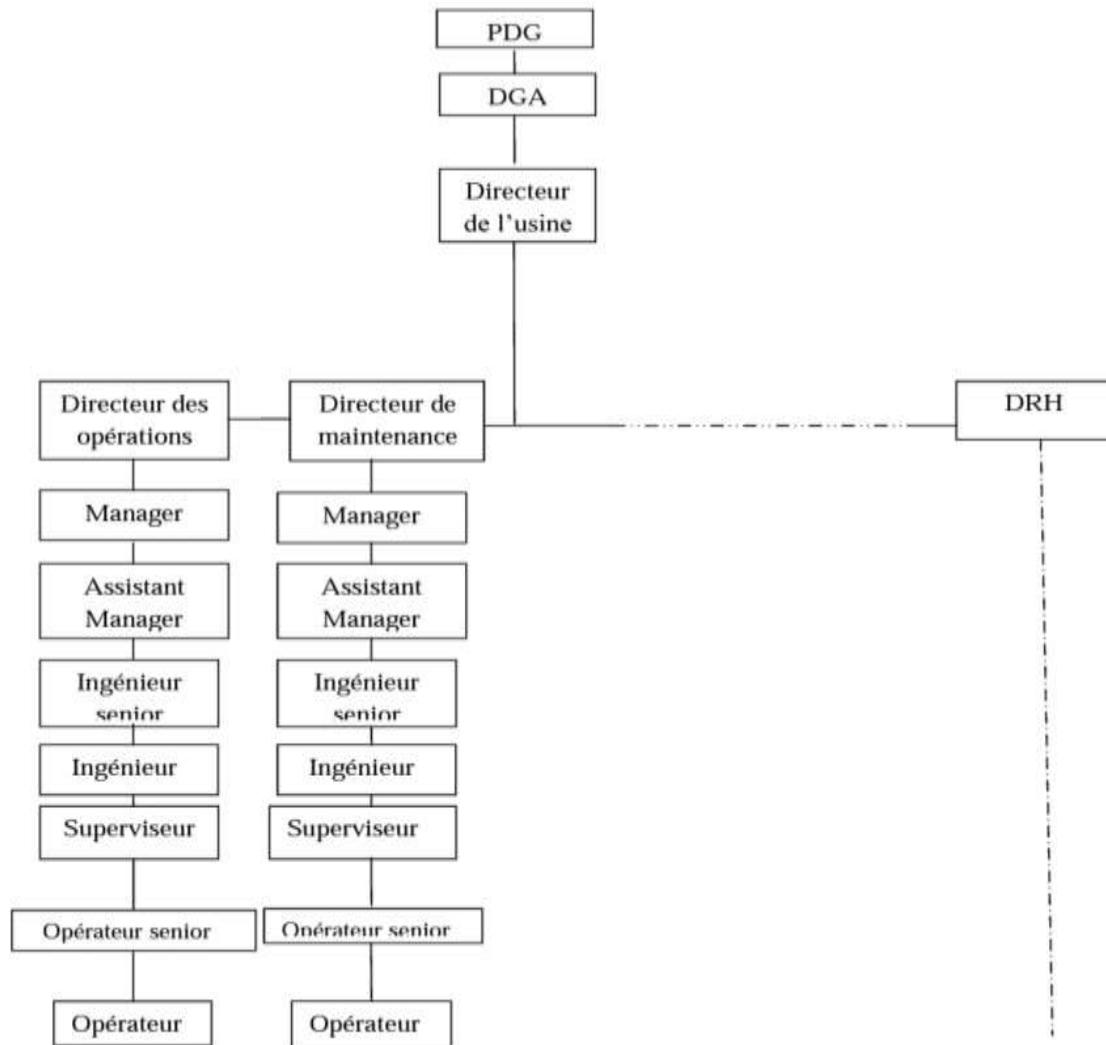 PDG
DGA
Directeur
de l'usine
Directeur des
opérations
Directeur de
maintenance
DRH
Manager
Manager
Assistant
Manager
Assistant
Manager
Ingénieur
senior
Ingénieur
senior
Ingénieur
Ingénieur
Superviseur
Superviseur
Opérateur senior
Opérateur senior
Opérateur
Opérateur